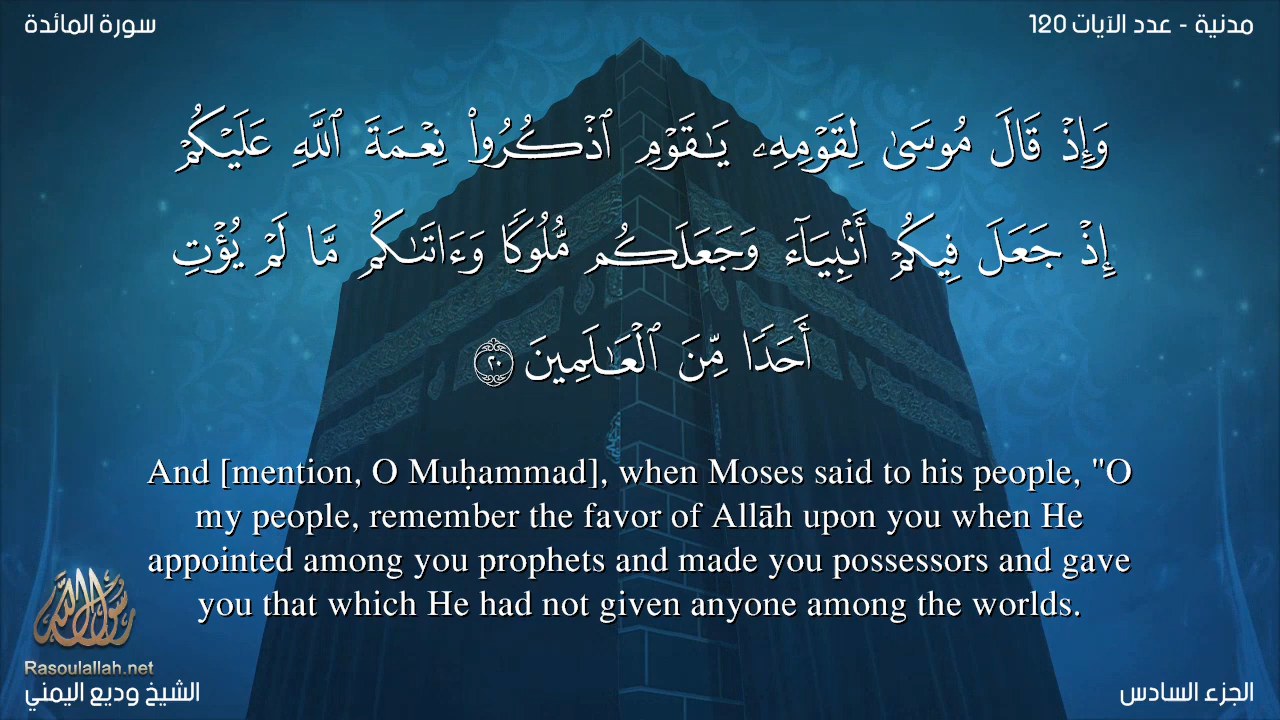 سورة المائدة
مدنية - عدد الآيات 120
وَإِذۡ قَالَ مُوسَىٰ لِقَوۡمِهِۦ يَٰقَوۡمِ ٱذۡكُرُواْ نِعۡمَةَ ٱللَّهِ عَلَيۡكُمۡ
إِذۡ جَعَلَ فِيكُمۡ أَنۢبِيَآءَ وَجَعَلَكُم مُّلُوكٗا وَءَاتَىٰكُم مَّا لَمۡ يُؤۡتِ
أَحَدٗا مِّنَ ٱلۡعَٰلَمِينَ ٢٠
And [mention, O Muḥammad], when Moses said to his people, "O
my people, remember the favor of Allāh upon you when He
appointed among you prophets and made you possessors and gave
you that which He had not given anyone among the worlds.
رسول الله
Rasoulallah.net
الشيخ وديع اليمني
الجزء السادس